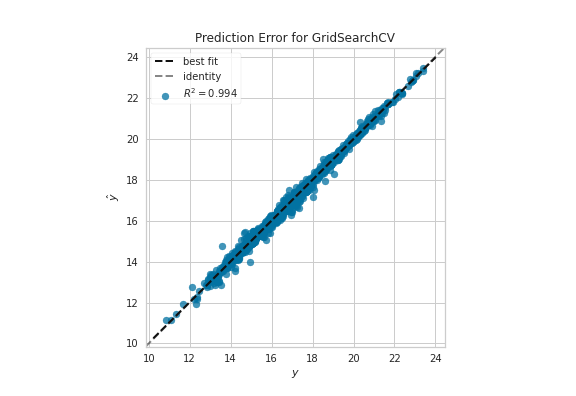 Prediction Error for GridSearchCV
best fit
identity
R² = 0.994
24
22
20
18
16
14
12
10
ŷ
10 12 14 16 18 20 22 24
y